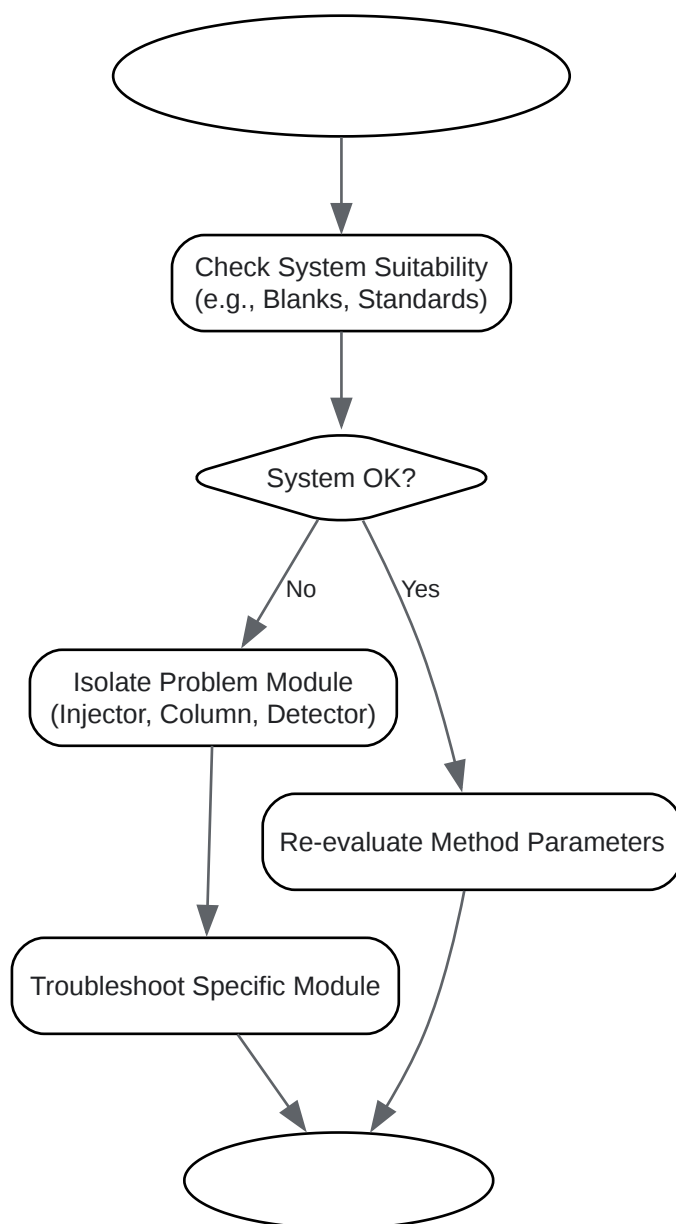 Check System Suitability
(e.g., Blanks, Standards)
System OK?
No
Yes
Isolate Problem Module
(Injector, Column, Detector)
Re-evaluate Method Parameters
Troubleshoot Specific Module